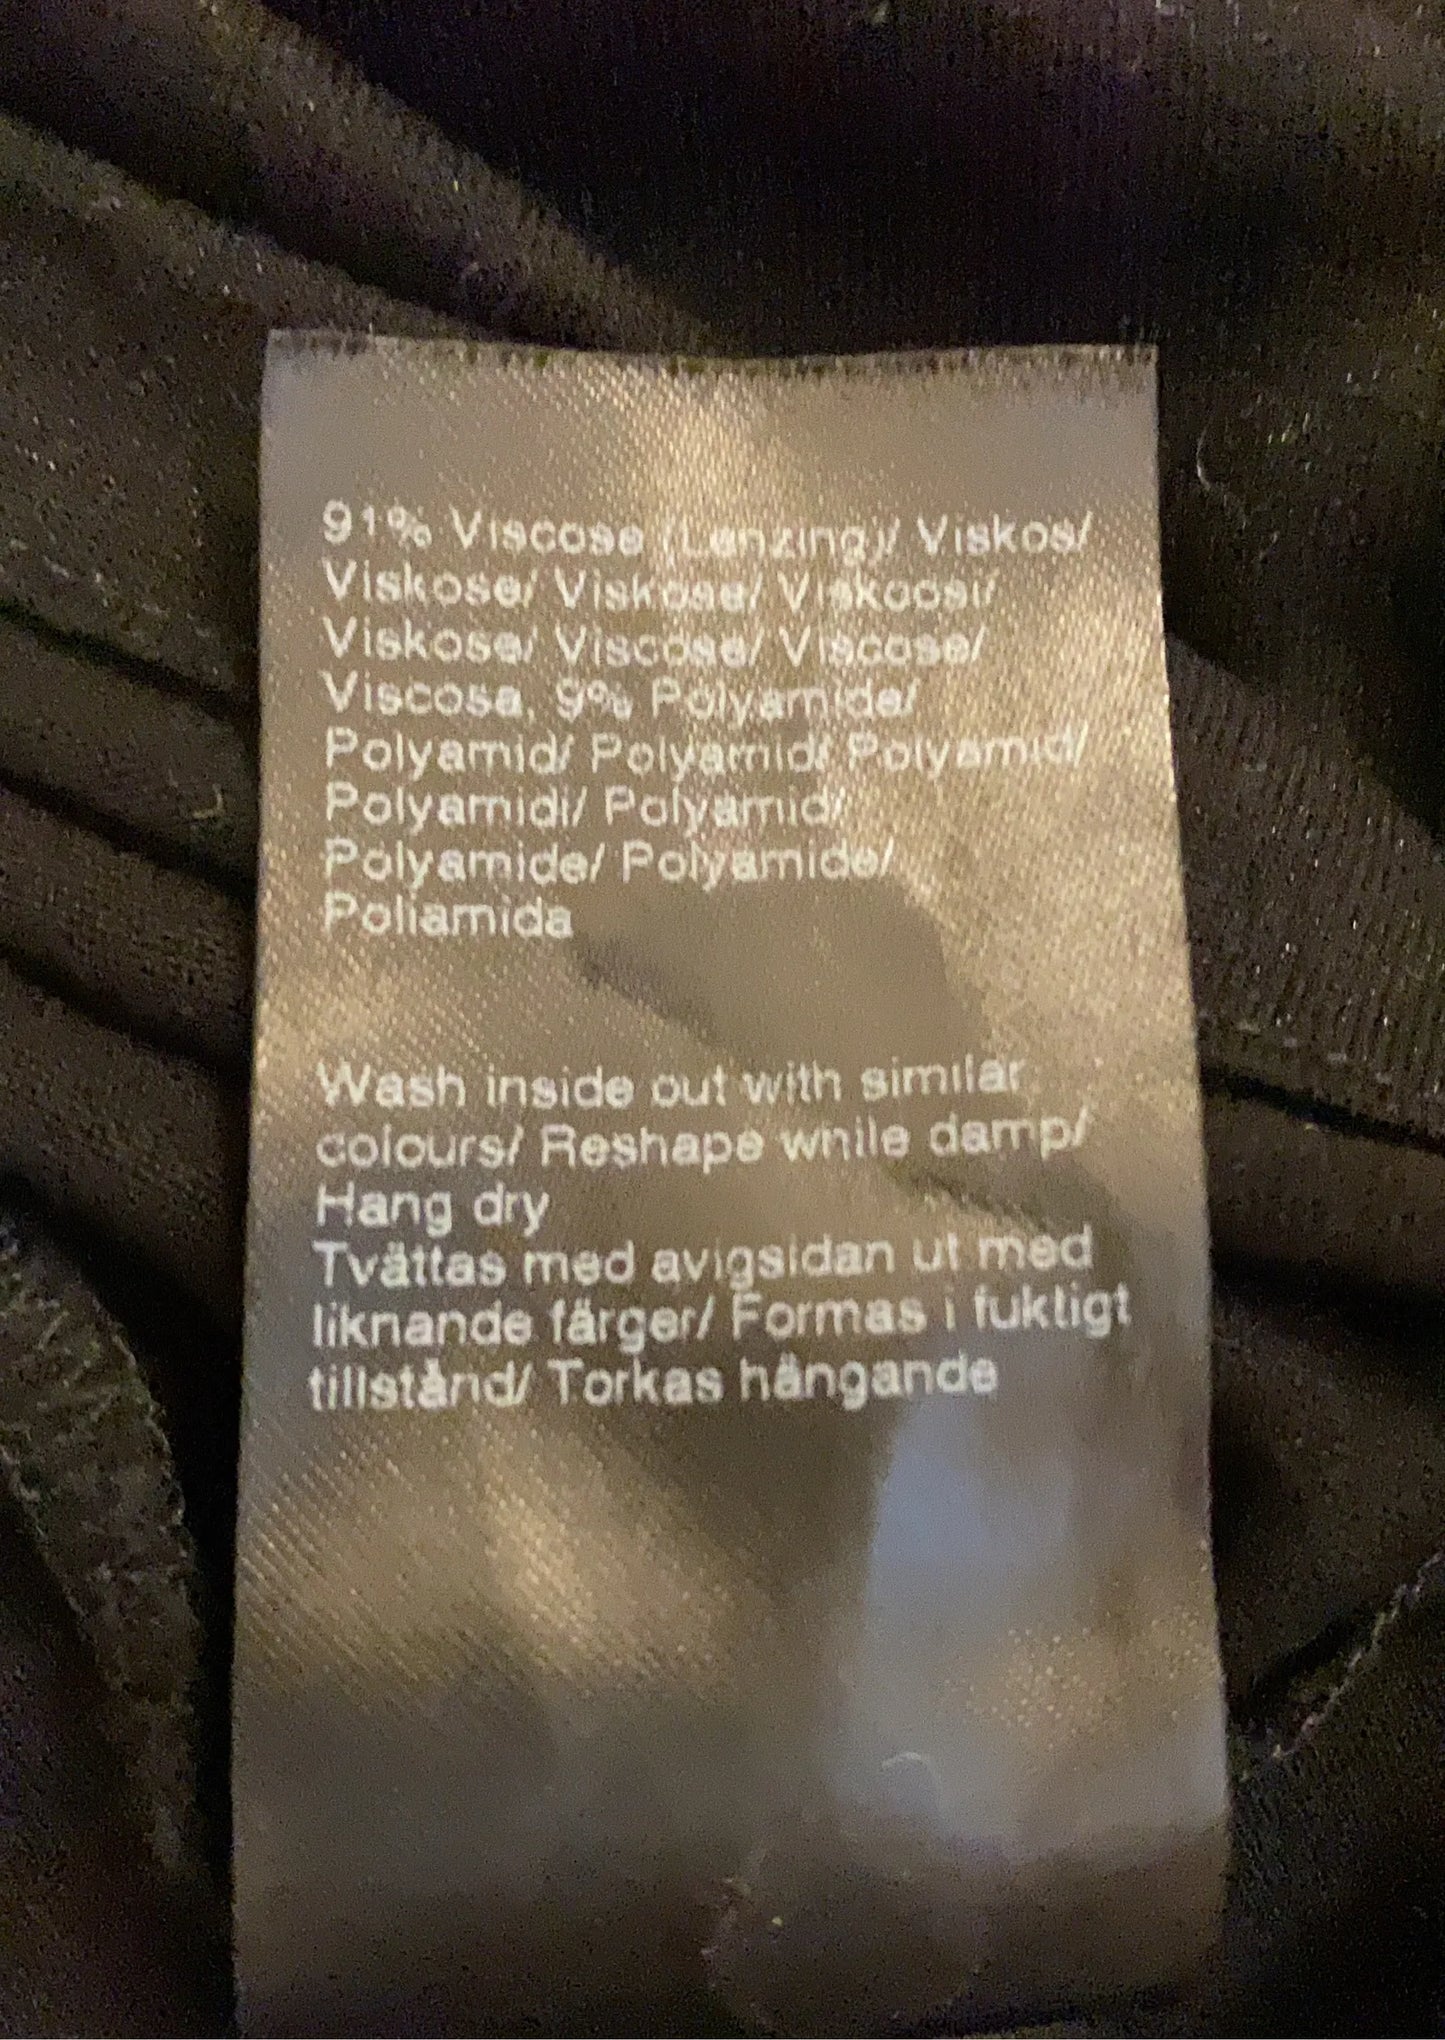 91% Viscose (Lenzing)/ Viskos/
Viskose/ Viskose/ Viskoosi/
Viskose/ Viscose/ Viscose/
Viscosa, 9% Polyamide/
Polyamid/ Polyamid/ Polyamid/
Polyamidi/ Polyamid/
Polyamide/ Polyamide/
Poliamida
Wash inside out with similar
colours/ Reshape while damp/
Hang dry
Tvättas med avigsidan ut med
liknande färger/ Formas i fuktigt
tillstånd/ Torkas hängande